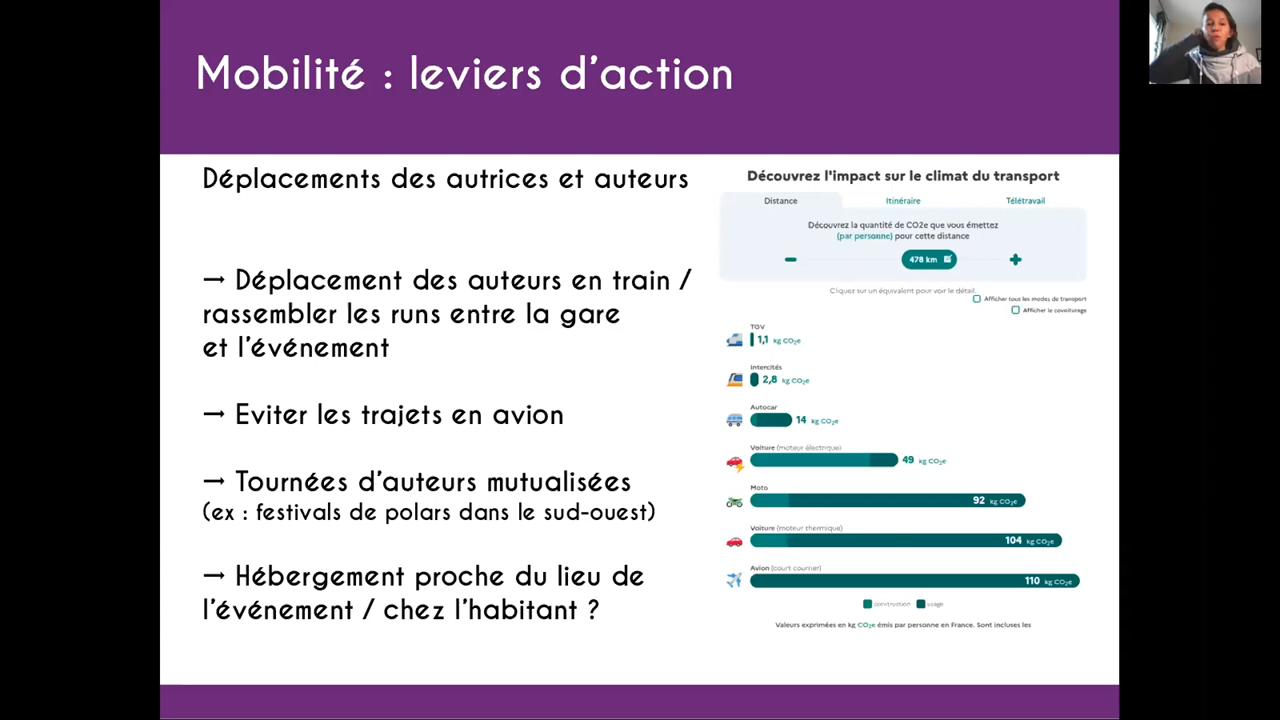 Mobilité : leviers d'action
Déplacements des autrices et auteurs
→ Déplacement des auteurs en train /
rassembler les runs entre la gare
et l'événement
→ Eviter les trajets en avion
→ Tournées d'auteurs mutualisées
(ex : festivals de polars dans le sud-ouest)
→ Hébergement proche du lieu de
l'événement / chez l'habitant ?
Découvrez l'impact sur le climat du transport
Distance Itinéraire Télétravail
Découvrez la quantité de CO2e que vous émettez
(par personne) pour cette distance
478 km
Cliquez sur un équivalent pour voir le détail.
Afficher tous les modes de transport
Afficher le covoiturage
TGV
1,1 kg CO₂e
Intercités
2,8 kg CO₂e
Autocar
14 kg CO₂e
Voiture (moteur électrique)
49 kg CO₂e
Moto
92 kg CO₂e
Voiture (moteur thermique)
104 kg CO₂e
Avion (court courrier)
110 kg CO₂e
construction usage
Valeurs exprimées en kg CO₂e émis par personne en France. Sont incluses les